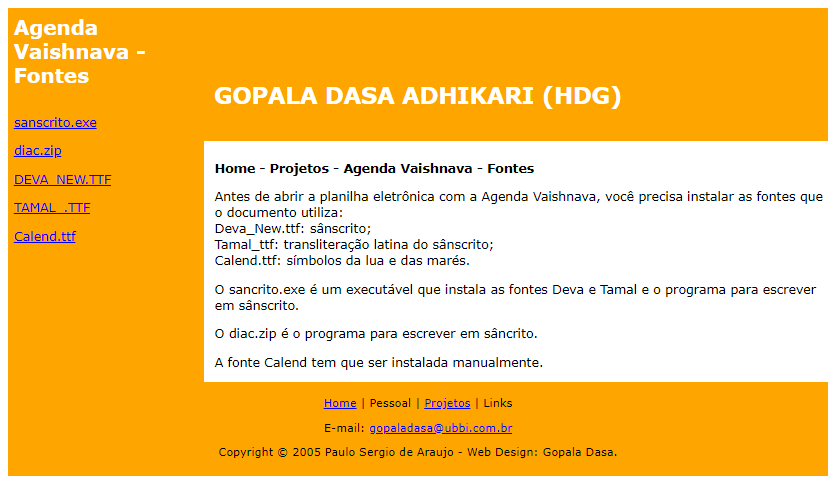 Agenda
Vaishnava -
Fontes
sanscrito.exe
diac.zip
DEVA_NEW.TTF
TAMAL_.TTF
Calend.ttf
GOPALA DASA ADHIKARI (HDG)
Home - Projetos - Agenda Vaishnava - Fontes
Antes de abrir a planilha eletrônica com a Agenda Vaishnava, você precisa instalar as fontes que
o documento utiliza:
Deva_New.ttf: sânscrito;
Tamal_ttf: transliteração latina do sânscrito;
Calend.ttf: símbolos da lua e das marés.
O sancrito.exe é um executável que instala as fontes Deva e Tamal e o programa para escrever
em sânscrito.
O diac.zip é o programa para escrever em sâncrito.
A fonte Calend tem que ser instalada manualmente.
Home | Pessoal | Projetos | Links
E-mail: gopaladasa@ubbi.com.br
Copyright © 2005 Paulo Sergio de Araujo - Web Design: Gopala Dasa.